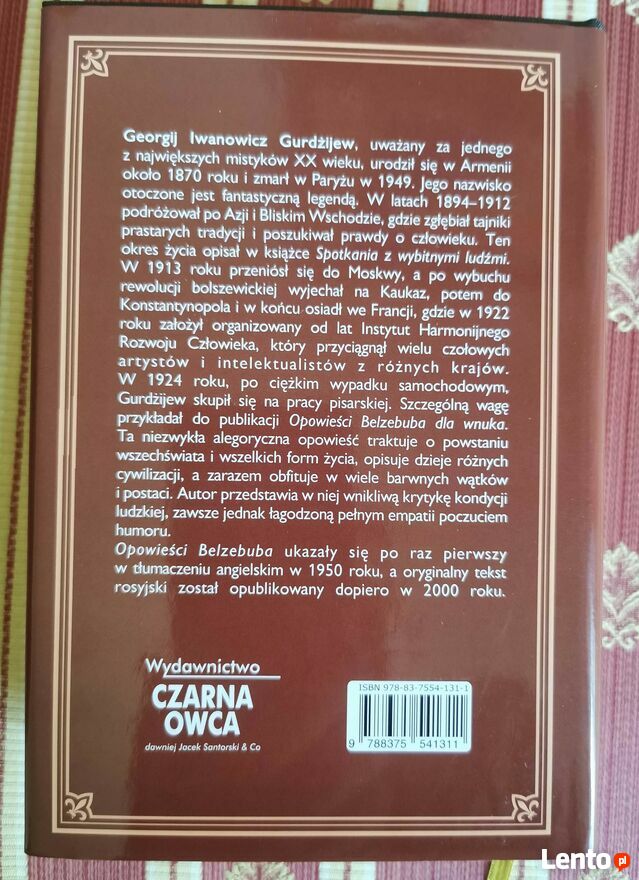 Georgij Iwanowicz Gurdżijew, uważany za jednego
z największych mistyków XX wieku, urodził się w Armenii
około 1870 roku i zmarł w Paryżu w 1949. Jego nazwisko
otoczone jest fantastyczną legendą. W latach 1894–1912
podróżował po Azji i Bliskim Wschodzie, gdzie zgłębiał tajniki
prastarych tradycji i poszukiwał prawdy o człowieku. Ten
okres życia opisał w książce Spotkania z wybitnymi ludźmi.
W 1913 roku przeniósł się do Moskwy, a po wybuchu
rewolucji bolszewickiej wyjechał na Kaukaz, potem do
Konstantynopola i w końcu osiadł we Francji, gdzie w 1922
roku założył organizowany od lat Instytut Harmonijnego
Rozwoju Człowieka, który przyciągnął wielu czołowych
artystów i intelektualistów z różnych krajów.
W 1924 roku, po ciężkim wypadku samochodowym,
Gurdżijew skupił się na pracy pisarskiej. Szczególną wagę
przykładał do publikacji Opowieści Belzebuba dla wnuka.
Ta niezwykła alegoryczna opowieść traktuje o powstaniu
wszechświata i wszelkich form życia, opisuje dzieje różnych
cywilizacji, a zarazem obfituje w wiele barwnych wątków
i postaci. Autor przedstawia w niej wnikliwą krytykę kondycji
ludzkiej, zawsze jednak łagodzoną pełnym empatii poczuciem
humoru.
Opowieści Belzebuba ukazały się po raz pierwszy
w tłumaczeniu angielskim w 1950 roku, a oryginalny tekst
rosyjski został opublikowany dopiero w 2000 roku.
Wydawnictwo
CZARNA
OWCA
dawniej Jacek Santorski & Co
ISBN 978-83-7554-131-1
9 788375 541311
Lento.pl